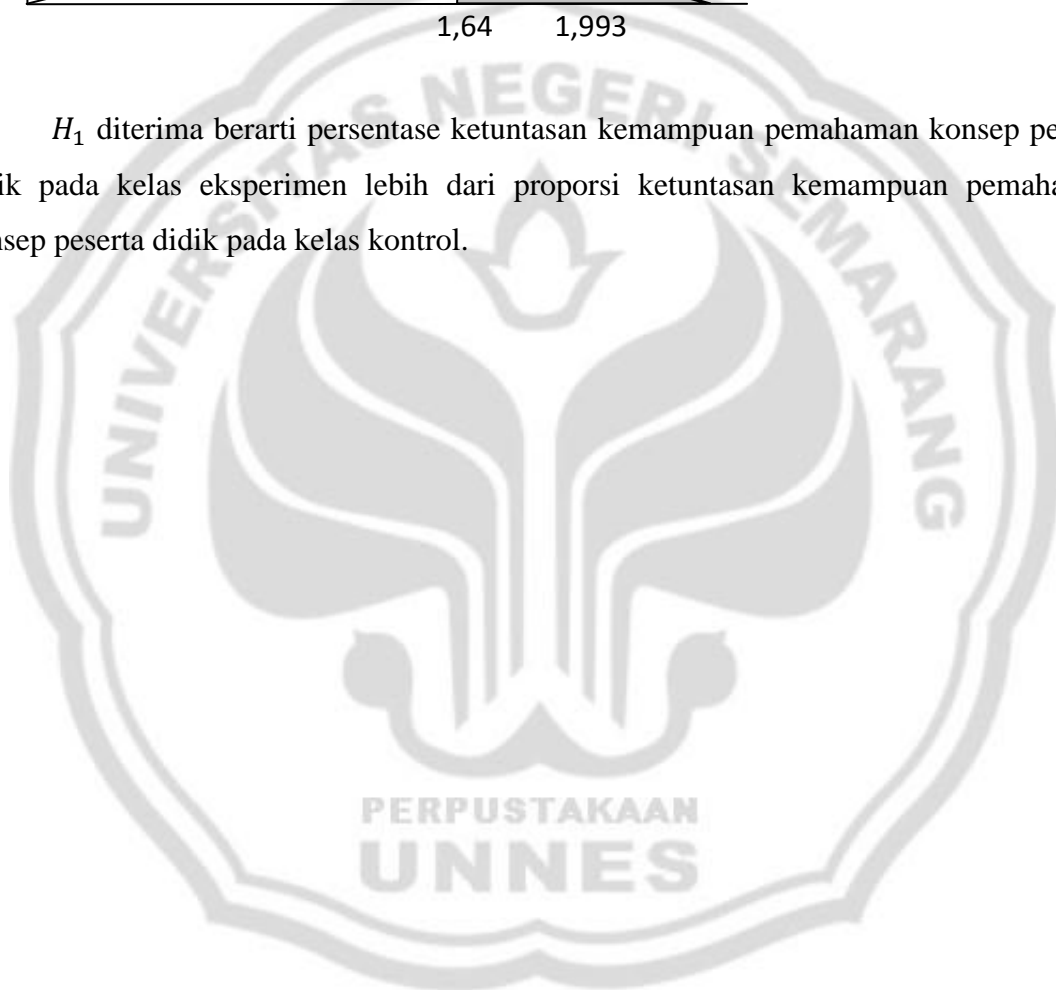 1,64 1,993
H₁ diterima berarti persentase ketuntasan kemampuan pemahaman konsep pe
ik pada kelas eksperimen lebih dari proporsi ketuntasan kemampuan pemaha
nsep peserta didik pada kelas kontrol.
UNIVERSITAS NEGERI SEMARANG
PERPUSTAKAAN
UNNES